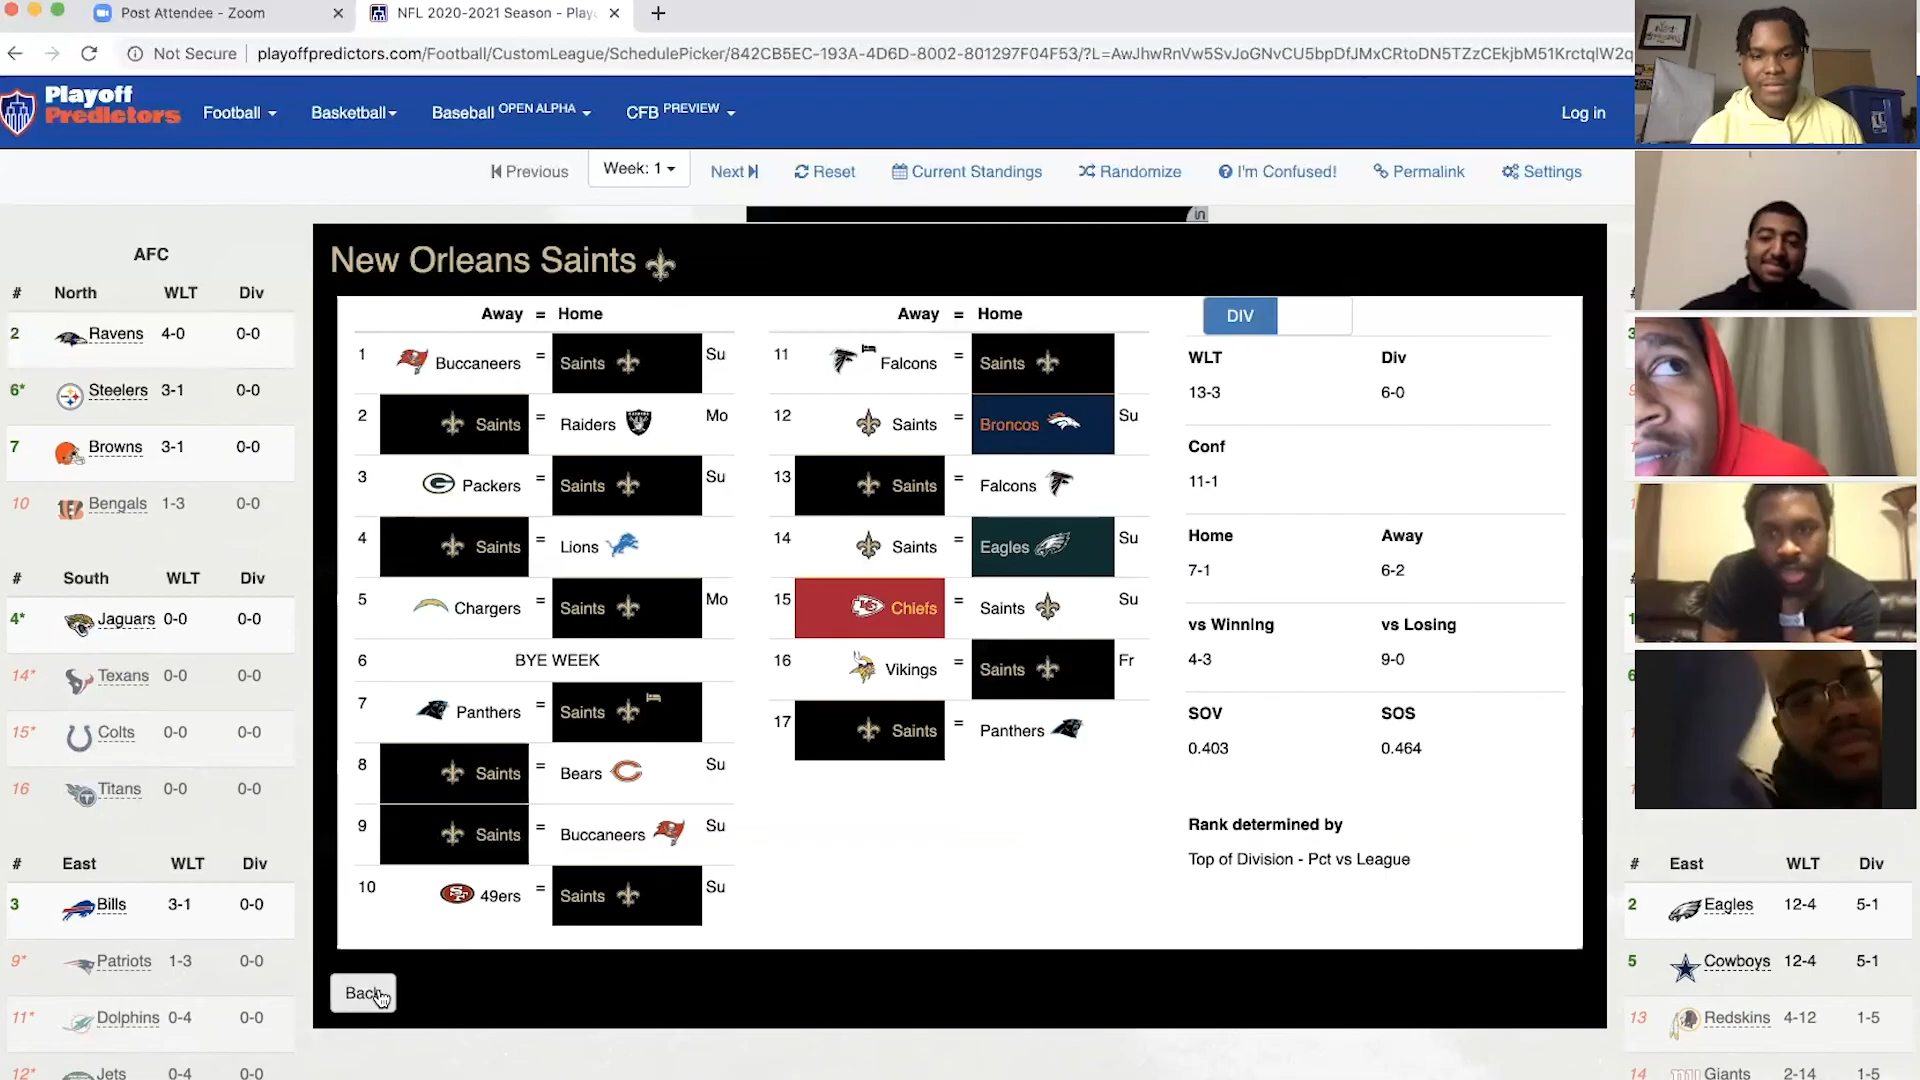 Post Attendee - Zoom
NFL 2020-2021 Season - Play
Not Secure
playoffpredictors.com/Football/CustomLeague/SchedulePicker/842CB5EC-193A-4D6D-8002-801297F04F53/?L=AwJhwRnVw5SvJoGNvCU5bpDfJMxCRtoDN5TZzCEkjbM51KrctqlW2q
Playoff Predictors
Football
Basketball
Baseball OPEN ALPHA
CFB PREVIEW
Log in
Previous
Week: 1
Next
Reset
Current Standings
Randomize
I'm Confused!
Permalink
Settings
AFC
# North WLT Div
2 Ravens 4-0 0-0
6* Steelers 3-1 0-0
7 Browns 3-1 0-0
10 Bengals 1-3 0-0
# South WLT Div
4* Jaguars 0-0 0-0
14* Texans 0-0 0-0
15* Colts 0-0 0-0
16 Titans 0-0 0-0
# East WLT Div
3 Bills 3-1 0-0
9* Patriots 1-3 0-0
11* Dolphins 0-4 0-0
12* Jets 0-4 0-0
New Orleans Saints
Away = Home
1 Buccaneers = Saints Su
2 Saints = Raiders Mo
3 Packers = Saints Su
4 Saints = Lions
5 Chargers = Saints Mo
6 BYE WEEK
7 Panthers = Saints
8 Saints = Bears Su
9 Saints = Buccaneers Su
10 49ers = Saints Su
Away = Home
11 Falcons = Saints
12 Saints = Broncos Su
13 Saints = Falcons
14 Saints = Eagles Su
15 Chiefs = Saints Su
16 Vikings = Saints Fr
17 Saints = Panthers
DIV
WLT Div
13-3 6-0
Conf
11-1
Home Away
7-1 6-2
vs Winning vs Losing
4-3 9-0
SOV SOS
0.403 0.464
Rank determined by
Top of Division - Pct vs League
Back
# East WLT Div
2 Eagles 12-4 5-1
5 Cowboys 12-4 5-1
13 Redskins 4-12 1-5
14 Giants 2-14 1-5